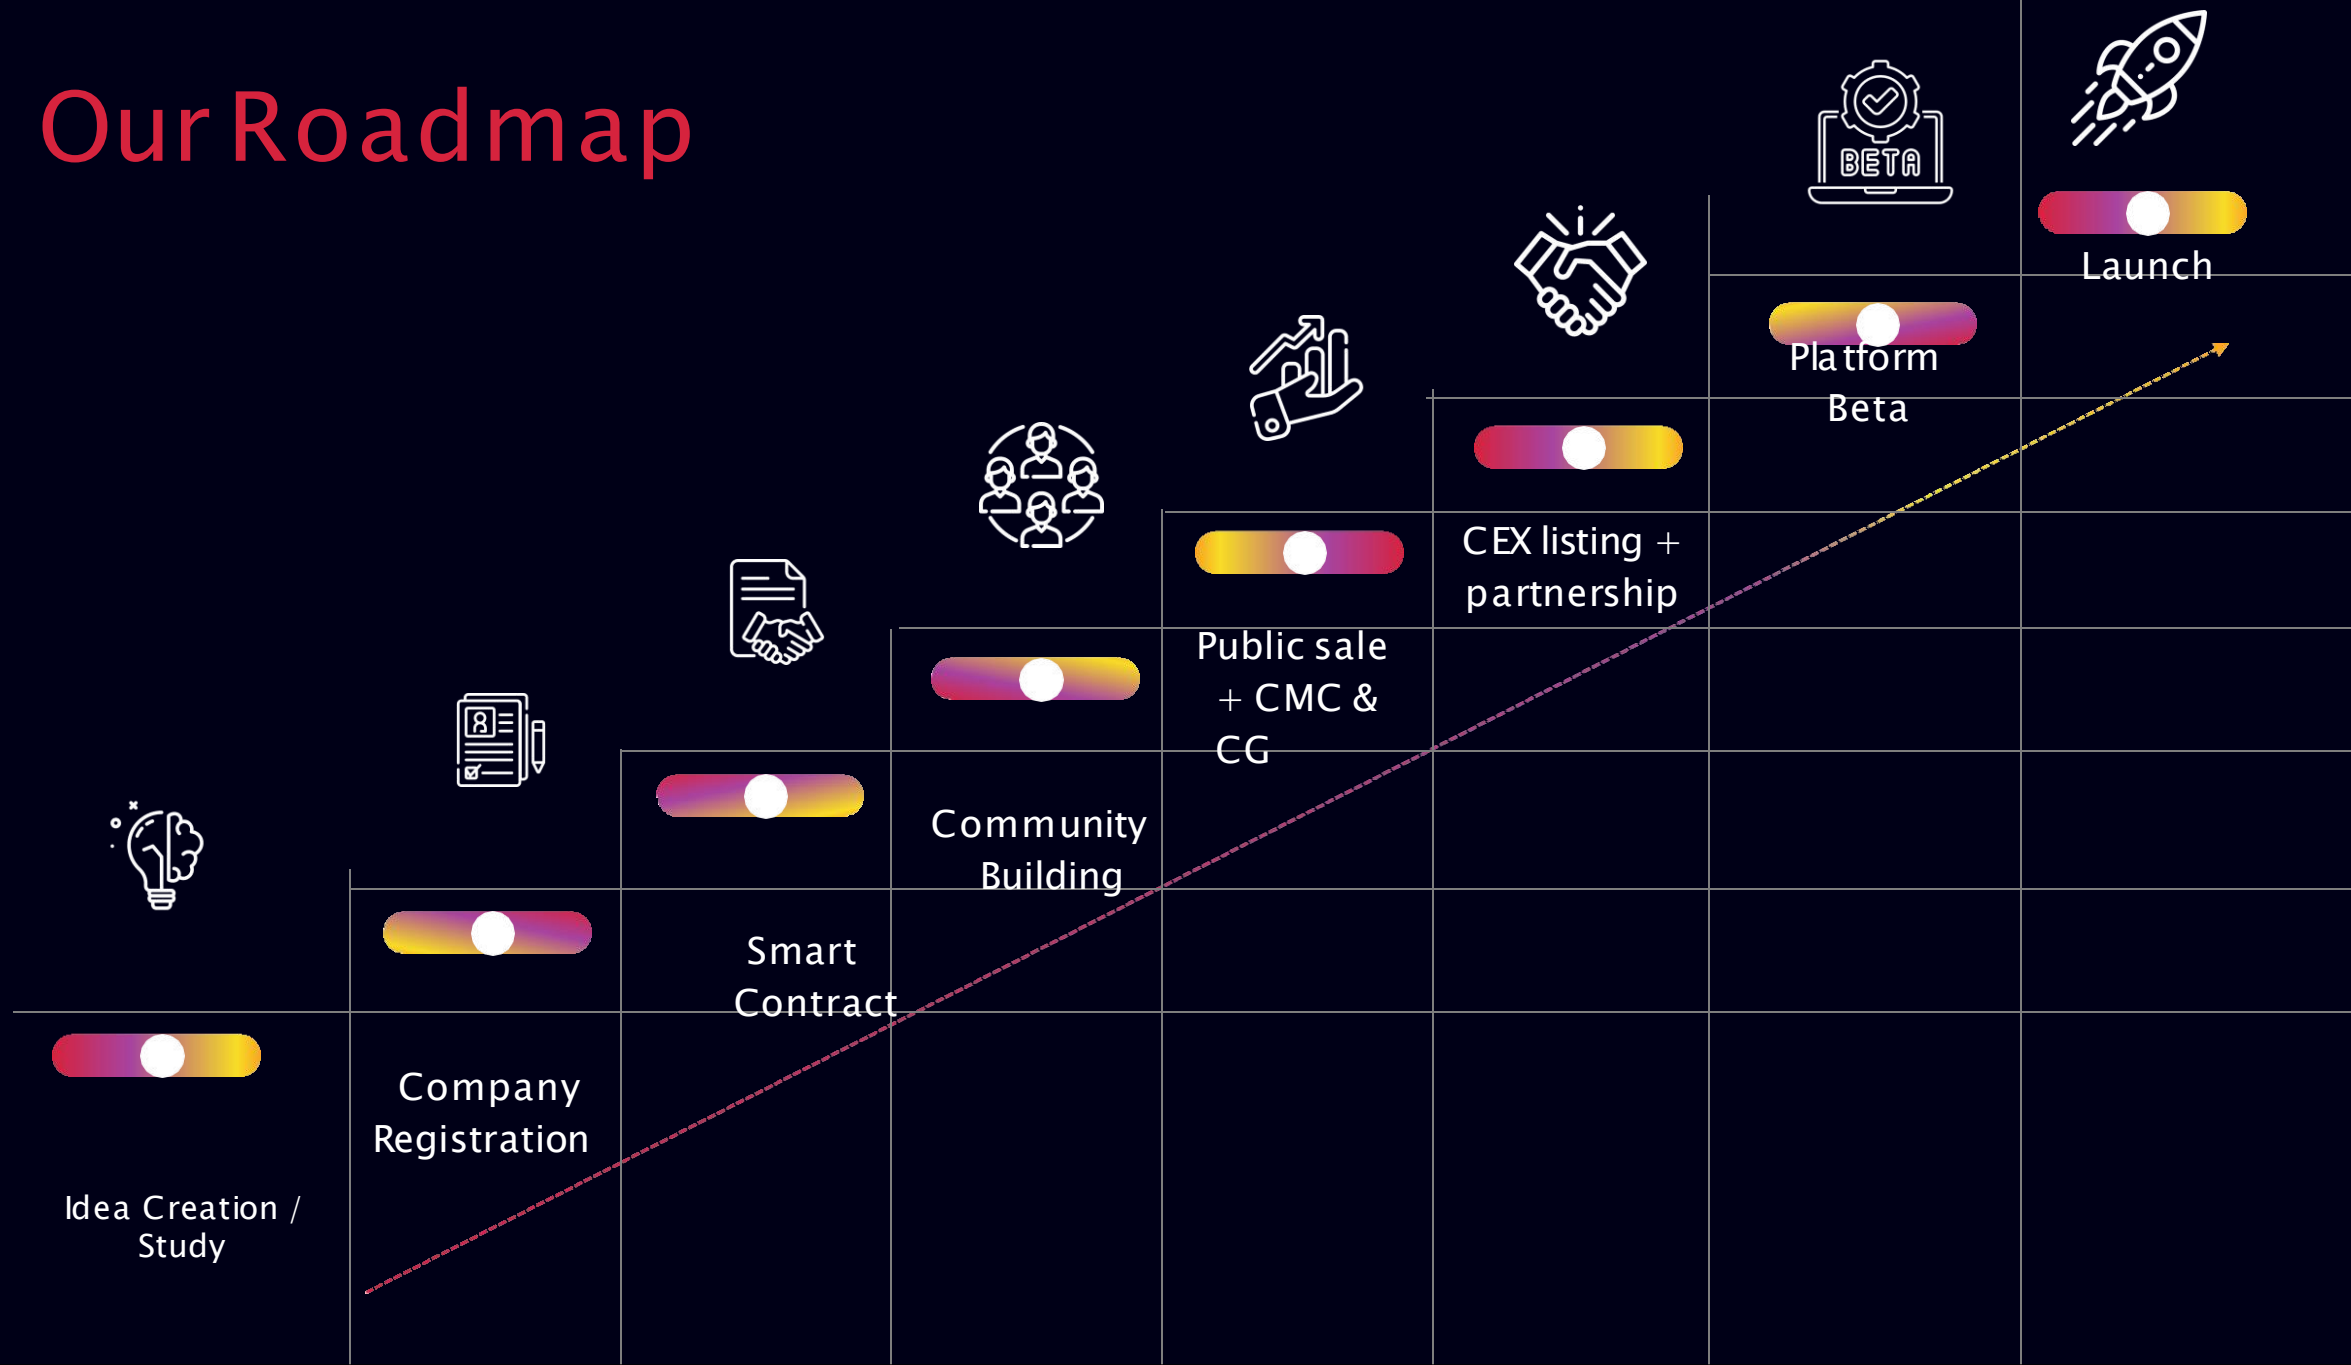 Our Roadmap
BETA
Launch
Platform
Beta
CEX listing +
partnership
Public sale
+ CMC &
CG
Community
Building
Smart
Contract
Company
Registration
Idea Creation /
Study